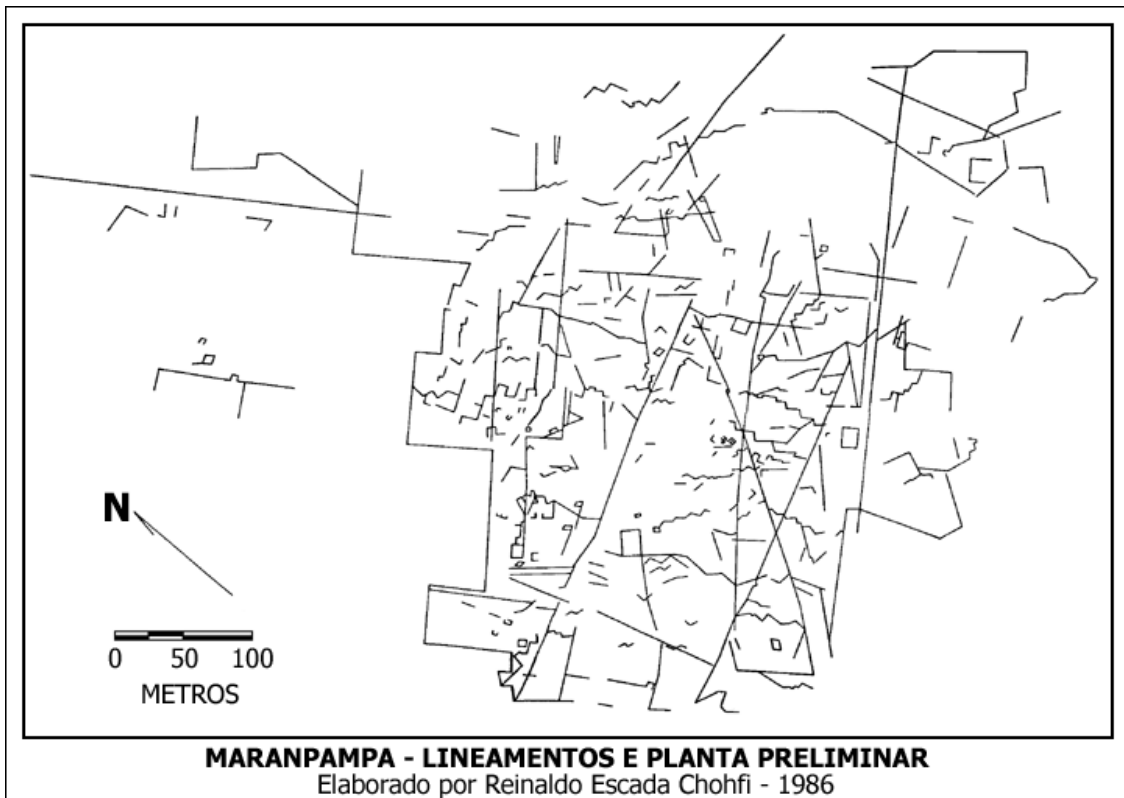 N
0 50 100
METROS
MARANPAMPA - LINEAMENTOS E PLANTA PRELIMINAR
Elaborado por Reinaldo Escada Chohfi - 1986